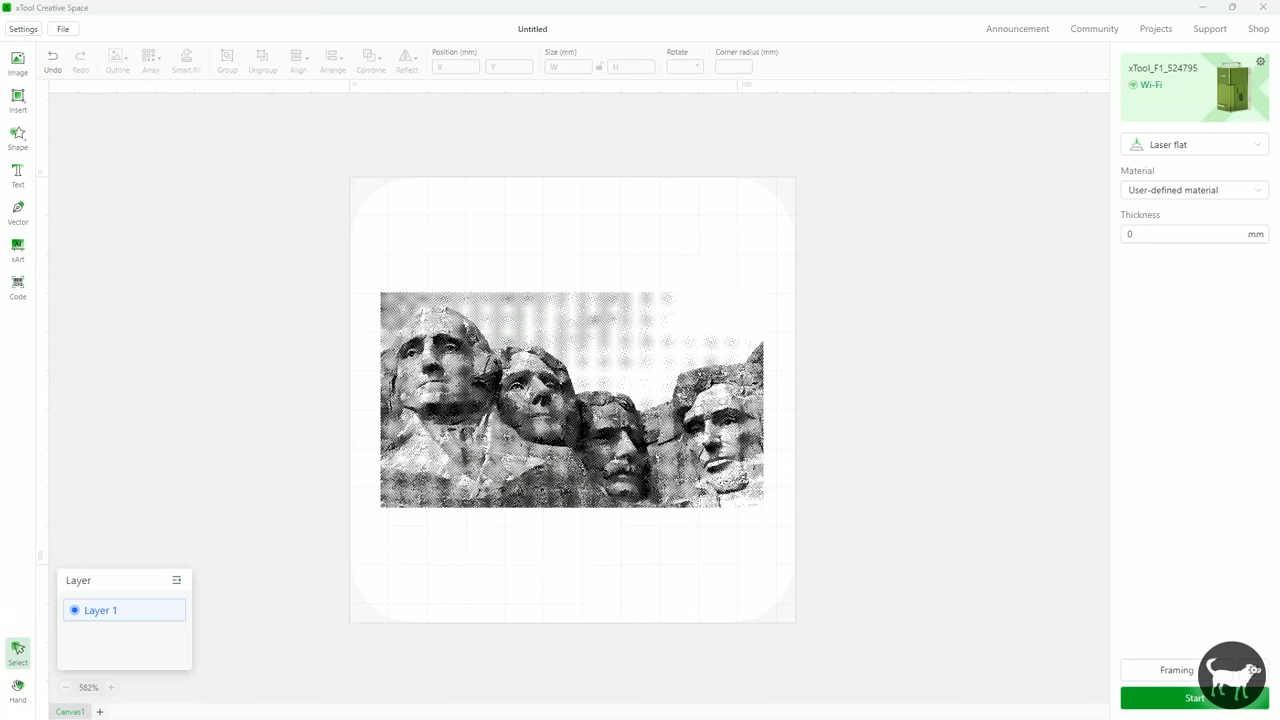 xTool Creative Space
Settings
File
Untitled
Announcement
Community
Projects
Support
Shop
Undo
Redo
Outline
Array
Smart fill
Group
Ungroup
Align
Arrange
Combine
Reflect
Position (mm)
X
Y
Size (mm)
W
H
Rotate
°
Corner radius (mm)
Image
Insert
Shape
Text
Vector
AI
xArt
Code
0
100
0
100
xTool_F1_524795
Wi-Fi
Laser flat
Material
User-defined material
Thickness
0 mm
Layer
Layer 1
Select
Hand
582%
Canvas1
Framing
Start